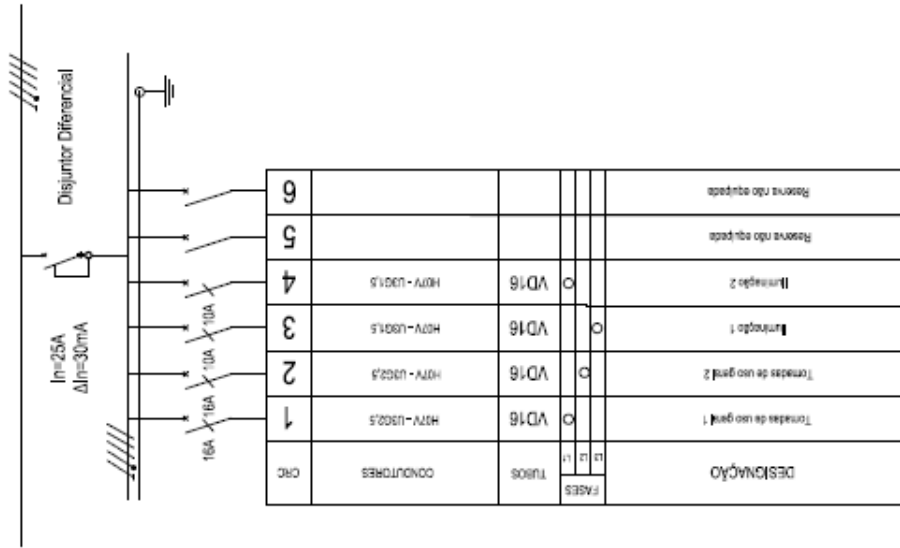 Disjuntor Diferencial
In=25A
ΔIn=30mA
16A
16A
10A
10A
CRC CONDUTORES TUBOS FASES DESIGNAÇÃO
L1 L2 L3
1 H07V-U3G2,5 VD16 O Tomadas de uso geral 1
2 H07V-U3G2,5 VD16 O Tomadas de uso geral 2
3 H07V-U3G1,5 VD16 O Iluminação 1
4 H07V-U3G1,5 VD16 O Iluminação 2
5 Reserva não equipada
6 Reserva não equipada